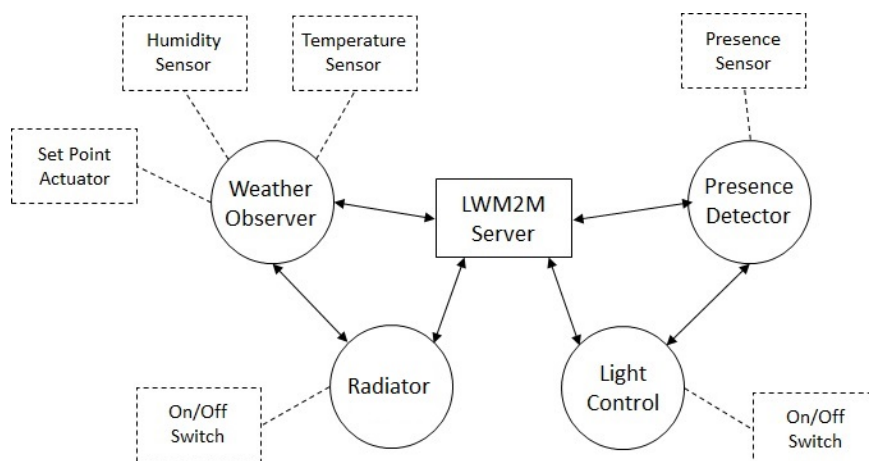 Humidity
Sensor
Temperature
Sensor
Presence
Sensor
Set Point
Actuator
Weather
Observer
LWM2M
Server
Presence
Detector
Radiator
Light
Control
On/Off
Switch
On/Off
Switch